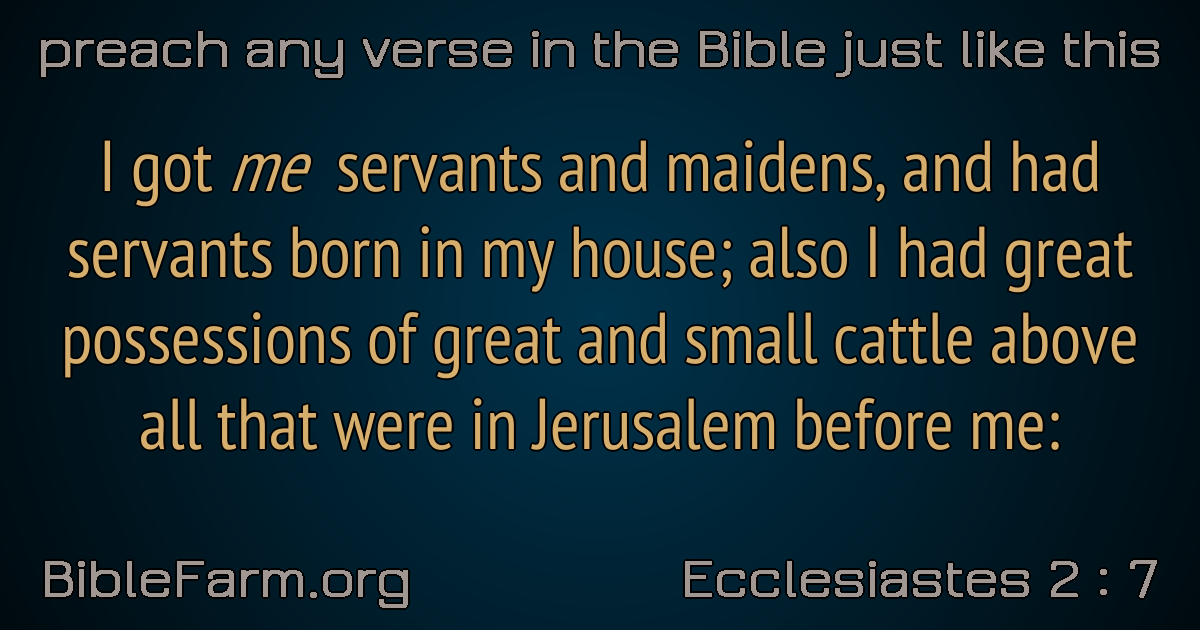 preach any verse in the Bible just like this
I got me servants and maidens, and had
servants born in my house; also I had great
possessions of great and small cattle above
all that were in Jerusalem before me:
BibleFarm.org
Ecclesiastes 2 : 7